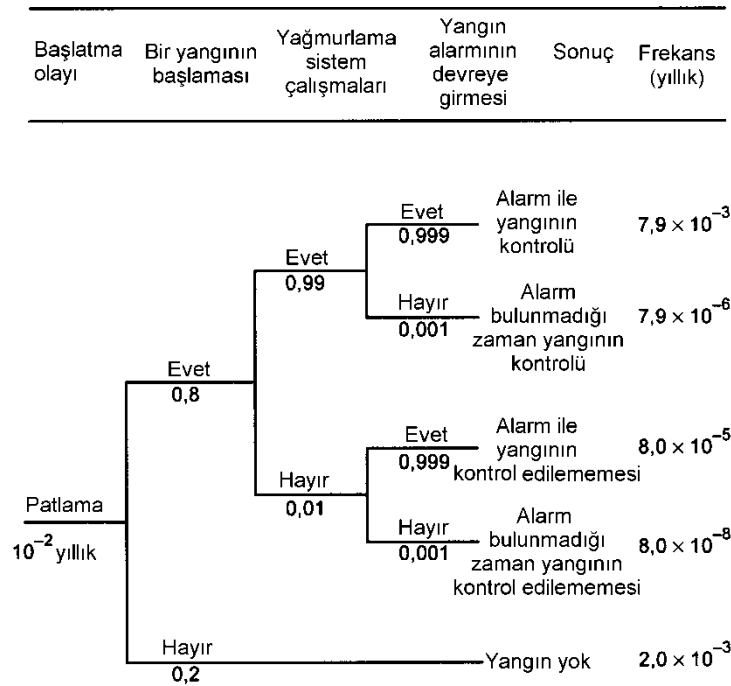 Başlatma olayı
Bir yangının başlaması
Yağmurlama sistem çalışmaları
Yangın alarmının devreye girmesi
Sonuç
Frekans (yıllık)
Evet
0,999
Alarm ile yangının kontrolü
7,9 × 10⁻³
Evet
0,99
Hayır
0,001
Alarm bulunmadığı zaman yangının kontrolü
7,9 × 10⁻⁶
Evet
0,8
Evet
0,999
Alarm ile yangının kontrol edilememesi
8,0 × 10⁻⁵
Hayır
0,01
Patlama
10⁻² yıllık
Hayır
0,001
Alarm bulunmadığı zaman yangının kontrol edilememesi
8,0 × 10⁻⁸
Hayır
0,2
Yangın yok
2,0 × 10⁻³